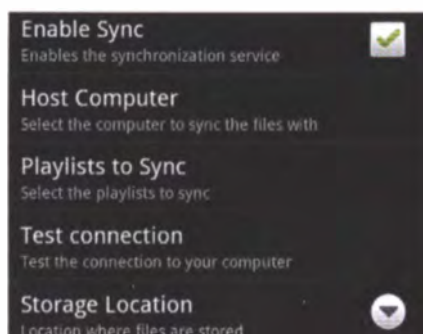 Enable Sync
Enables the synchronization service
Host Computer
Select the computer to sync the files with
Playlists to Sync
Select the playlists to sync
Test connection
Test the connection to your computer
Storage Location
Location where files are stored